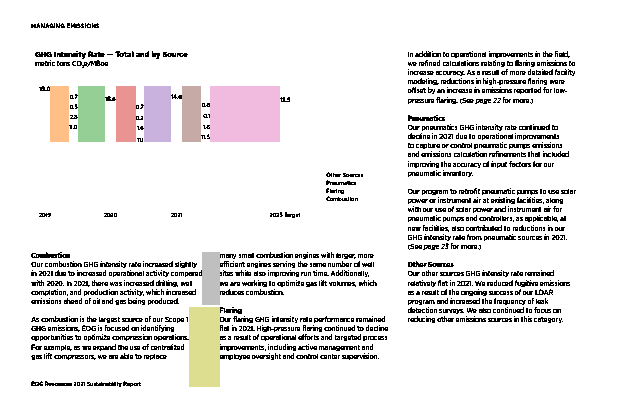 MANAGING EMISSIONS
GHG Intensity Rate — Total and by Source
metric tons CO₂e/MBoe
15.0
0.7
0.5
2.8
11.0
13.6
0.7
0.3
1.6
11.0
14.4
0.6
0.1
1.6
11.5
13.5
Other Sources
Pneumatics
Flaring
Combustion
2019
2020
2021
2025 Target
Combustion
Our combustion GHG intensity rate increased slightly
in 2021 due to increased operational activity compared
with 2020. In 2021, there was increased drilling, well
completion, and production activity, which increased
emissions ahead of oil and gas being produced.
As combustion is the largest source of our Scope 1
GHG emissions, EOG is focused on identifying
opportunities to optimize compression operations.
For example, as we expand the use of centralized
gas lift compressors, we are able to replace
many small combustion engines with larger, more
efficient engines serving the same number of well
sites while also improving run time. Additionally,
we are working to optimize gas lift volumes, which
reduces combustion.
Flaring
Our flaring GHG intensity rate performance remained
flat in 2021. High-pressure flaring continued to decline
as a result of operational efforts and targeted process
improvements, including active management and
employee oversight and control center supervision.
In addition to operational improvements in the field,
we refined calculations relating to flaring emissions to
increase accuracy. As a result of more detailed facility
modeling, reductions in high-pressure flaring were
offset by an increase in emissions reported for low-
pressure flaring. (See page 22 for more.)
Pneumatics
Our pneumatics GHG intensity rate continued to
decline in 2021 due to operational improvements
to capture or control pneumatic pumps emissions
and emissions calculation refinements that included
improving the accuracy of input factors for our
pneumatic inventory.
Our program to retrofit pneumatic pumps to use solar
power or instrument air at existing facilities, along
with our use of solar power and instrument air for
pneumatic pumps and controllers, as applicable, at
new facilities, also contributed to reductions in our
GHG intensity rate from pneumatic sources in 2021.
(See page 23 for more.)
Other Sources
Our other sources GHG intensity rate remained
relatively flat in 2021. We reduced fugitive emissions
as a result of the ongoing success of our LDAR
program and increased the frequency of leak
detection surveys. We also continued to focus on
reducing other emissions sources in this category.
EOG Resources 2021 Sustainability Report